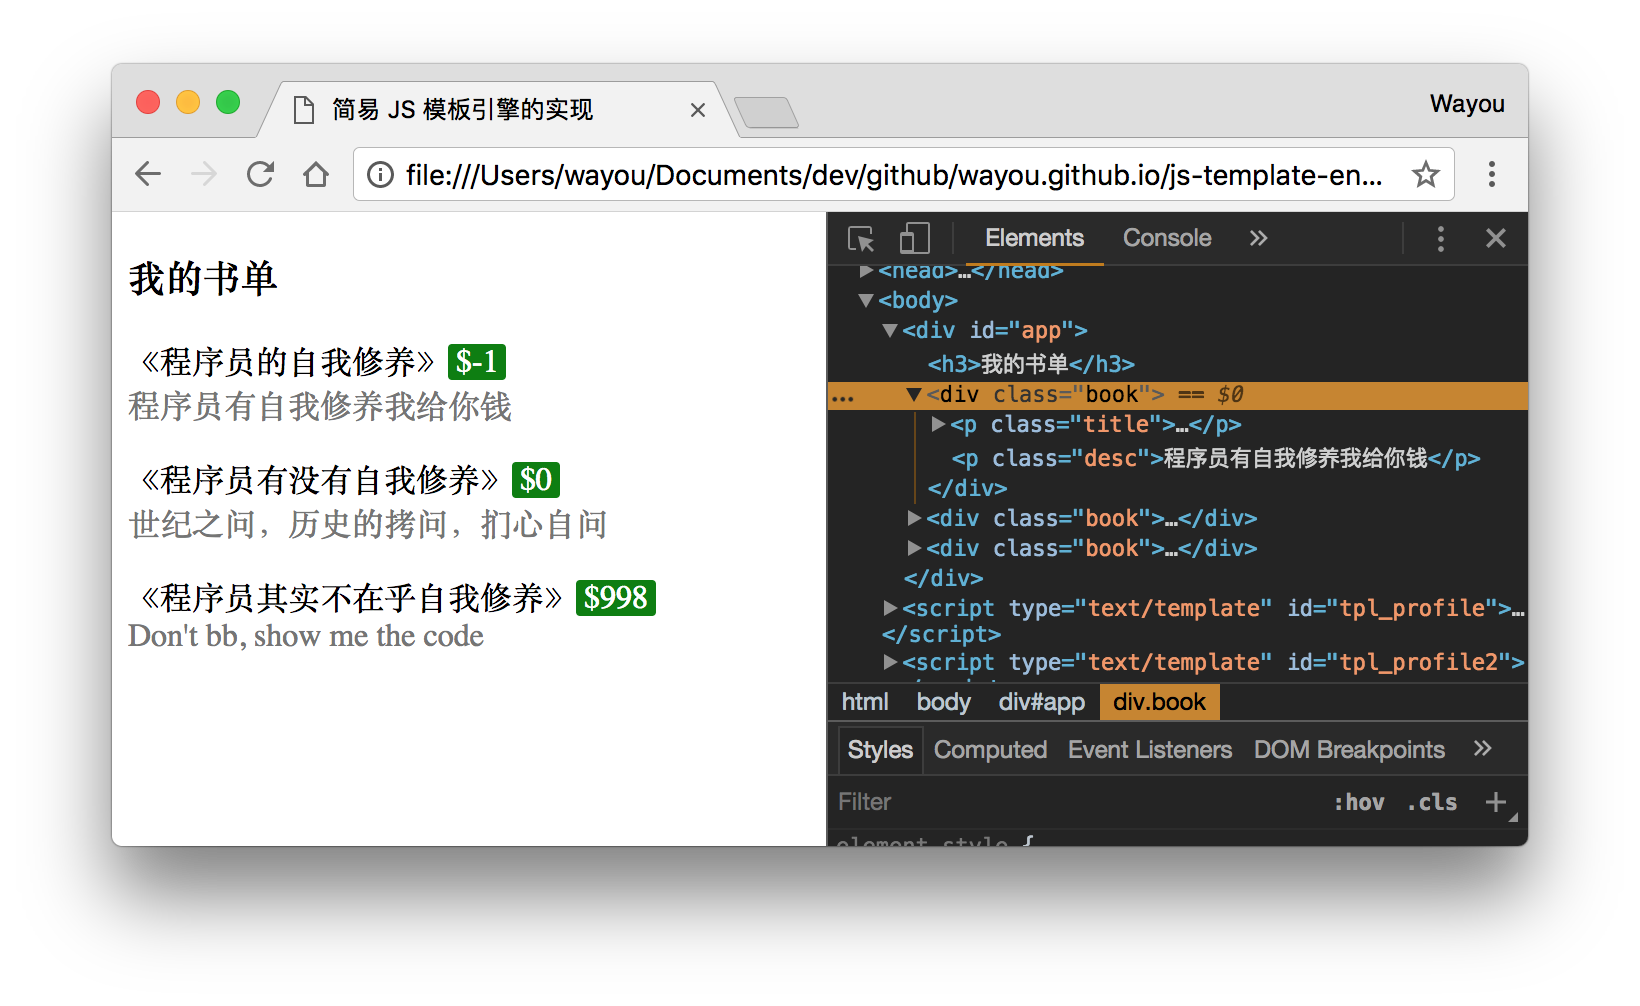 简易 JS 模板引擎的实现
Wayou
file:///Users/wayou/Documents/dev/github/wayou.github.io/js-template-en...
我的书单
《程序员的自我修养》 $-1
程序员有自我修养我给你钱
《程序员有没有自我修养》 $0
世纪之问，历史的拷问，扪心自问
《程序员其实不在乎自我修养》 $998
Don't bb, show me the code
Elements Console »
<head>…</head>
<body>
<div id="app">
<h3>我的书单</h3>
… <div class="book"> == $0
<p class="title">…</p>
<p class="desc">程序员有自我修养我给你钱</p>
</div>
<div class="book">…</div>
<div class="book">…</div>
</div>
<script type="text/template" id="tpl_profile">…
</script>
<script type="text/template" id="tpl_profile2">
html body div#app div.book
Styles Computed Event Listeners DOM Breakpoints »
Filter :hov .cls +
element.style {